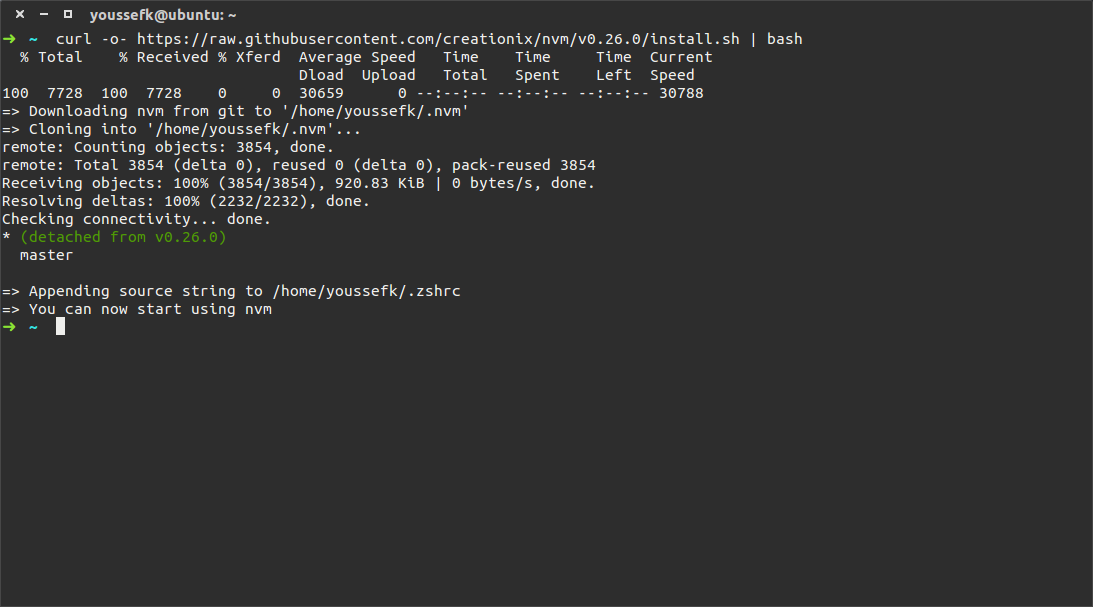 youssefk@ubuntu: ~
➜  ~  curl -o- https://raw.githubusercontent.com/creationix/nvm/v0.26.0/install.sh | bash
  % Total    % Received % Xferd  Average Speed   Time    Time     Time  Current
                                 Dload  Upload   Total   Spent    Left  Speed
100  7728  100  7728    0     0  30659      0 --:--:-- --:--:-- --:--:-- 30788
=> Downloading nvm from git to '/home/youssefk/.nvm'
=> Cloning into '/home/youssefk/.nvm'...
remote: Counting objects: 3854, done.
remote: Total 3854 (delta 0), reused 0 (delta 0), pack-reused 3854
Receiving objects: 100% (3854/3854), 920.83 KiB | 0 bytes/s, done.
Resolving deltas: 100% (2232/2232), done.
Checking connectivity... done.
* (detached from v0.26.0)
  master
=> Appending source string to /home/youssefk/.zshrc
=> You can now start using nvm
➜  ~